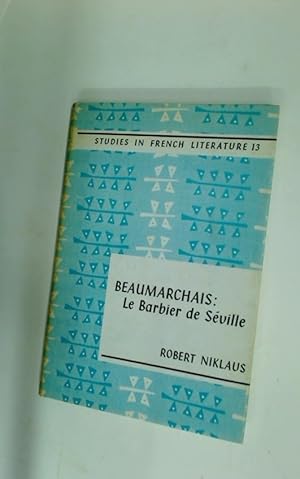 STUDIES IN FRENCH LITERATURE 13
BEAUMARCHAIS:
Le Barbier de Séville
ROBERT NIKLAUS